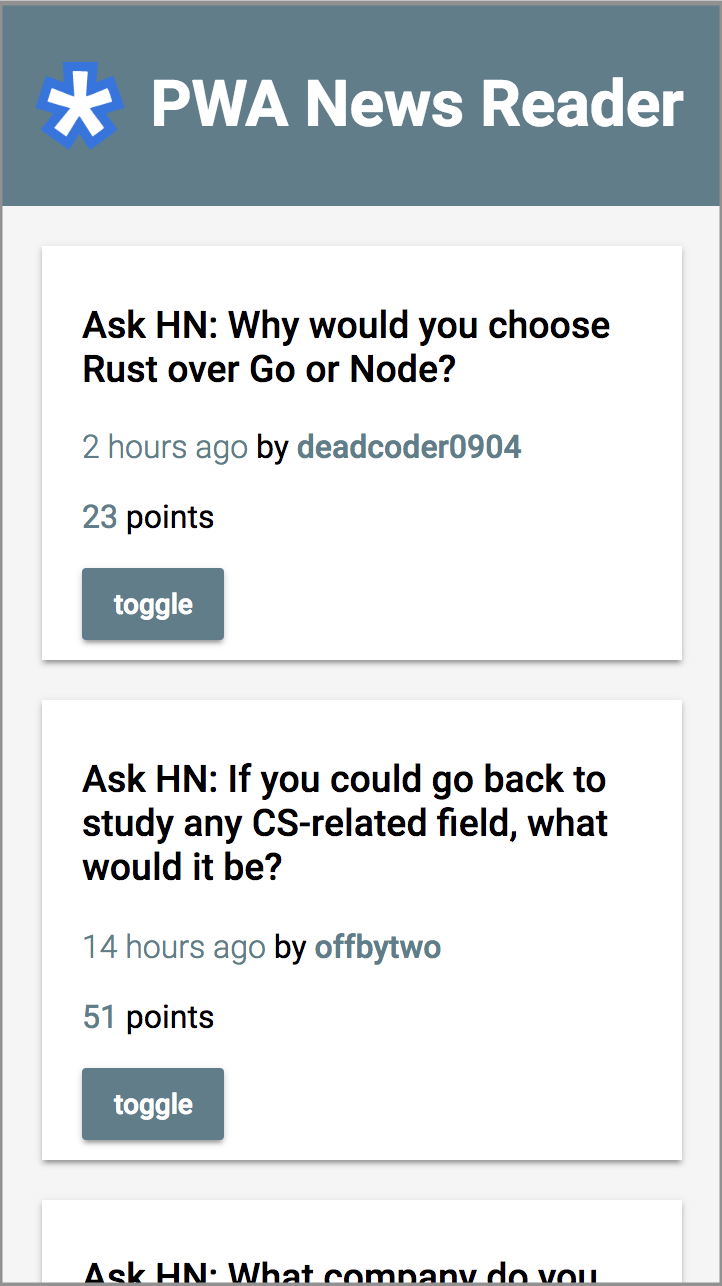 PWA News Reader
Ask HN: Why would you choose
Rust over Go or Node?
2 hours ago by deadcoder0904
23 points
toggle
Ask HN: If you could go back to
study any CS-related field, what
would it be?
14 hours ago by offbytwo
51 points
toggle
Ask HN: What company do you